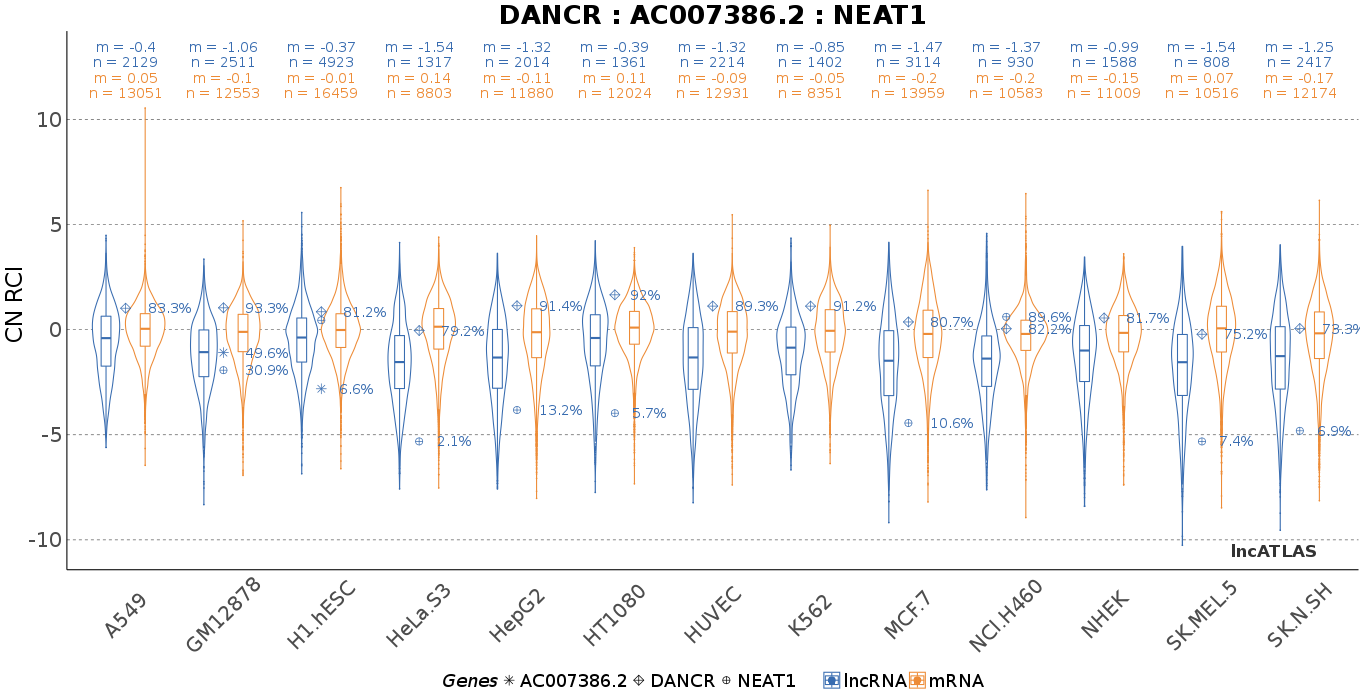 DANCR : AC007386.2 : NEAT1
m = -0.4 m = -1.06 m = -0.37 m = -1.54 m = -1.32 m = -0.39 m = -1.32 m = -0.85 m = -1.47 m = -1.37 m = -0.99 m = -1.54 m = -1.25
n = 2129 n = 2511 n = 4923 n = 1317 n = 2014 n = 1361 n = 2214 n = 1402 n = 3114 n = 930 n = 1588 n = 808 n = 2417
m = 0.05 m = -0.1 m = -0.01 m = 0.14 m = -0.11 m = 0.11 m = -0.09 m = -0.05 m = -0.2 m = -0.2 m = -0.15 m = 0.07 m = -0.17
n = 13051 n = 12553 n = 16459 n = 8803 n = 11880 n = 12024 n = 12931 n = 8351 n = 13959 n = 10583 n = 11009 n = 10516 n = 12174
10
5
0
-5
-10
CN RCI
83.3% 93.3% 81.2% 79.2% 91.4% 92% 89.3% 91.2% 80.7% 89.6% 81.7% 75.2% 73.3%
82.2%
49.6%
30.9% 6.6%
2.1% 13.2% 5.7% 10.6% 7.4% 6.9%
lncATLAS
A549 GM12878 H1.hESC HeLa.S3 HepG2 HT1080 HUVEC K562 MCF.7 NCI.H460 NHEK SK.MEL.5 SK.N.SH
Genes AC007386.2 DANCR NEAT1 lncRNA mRNA